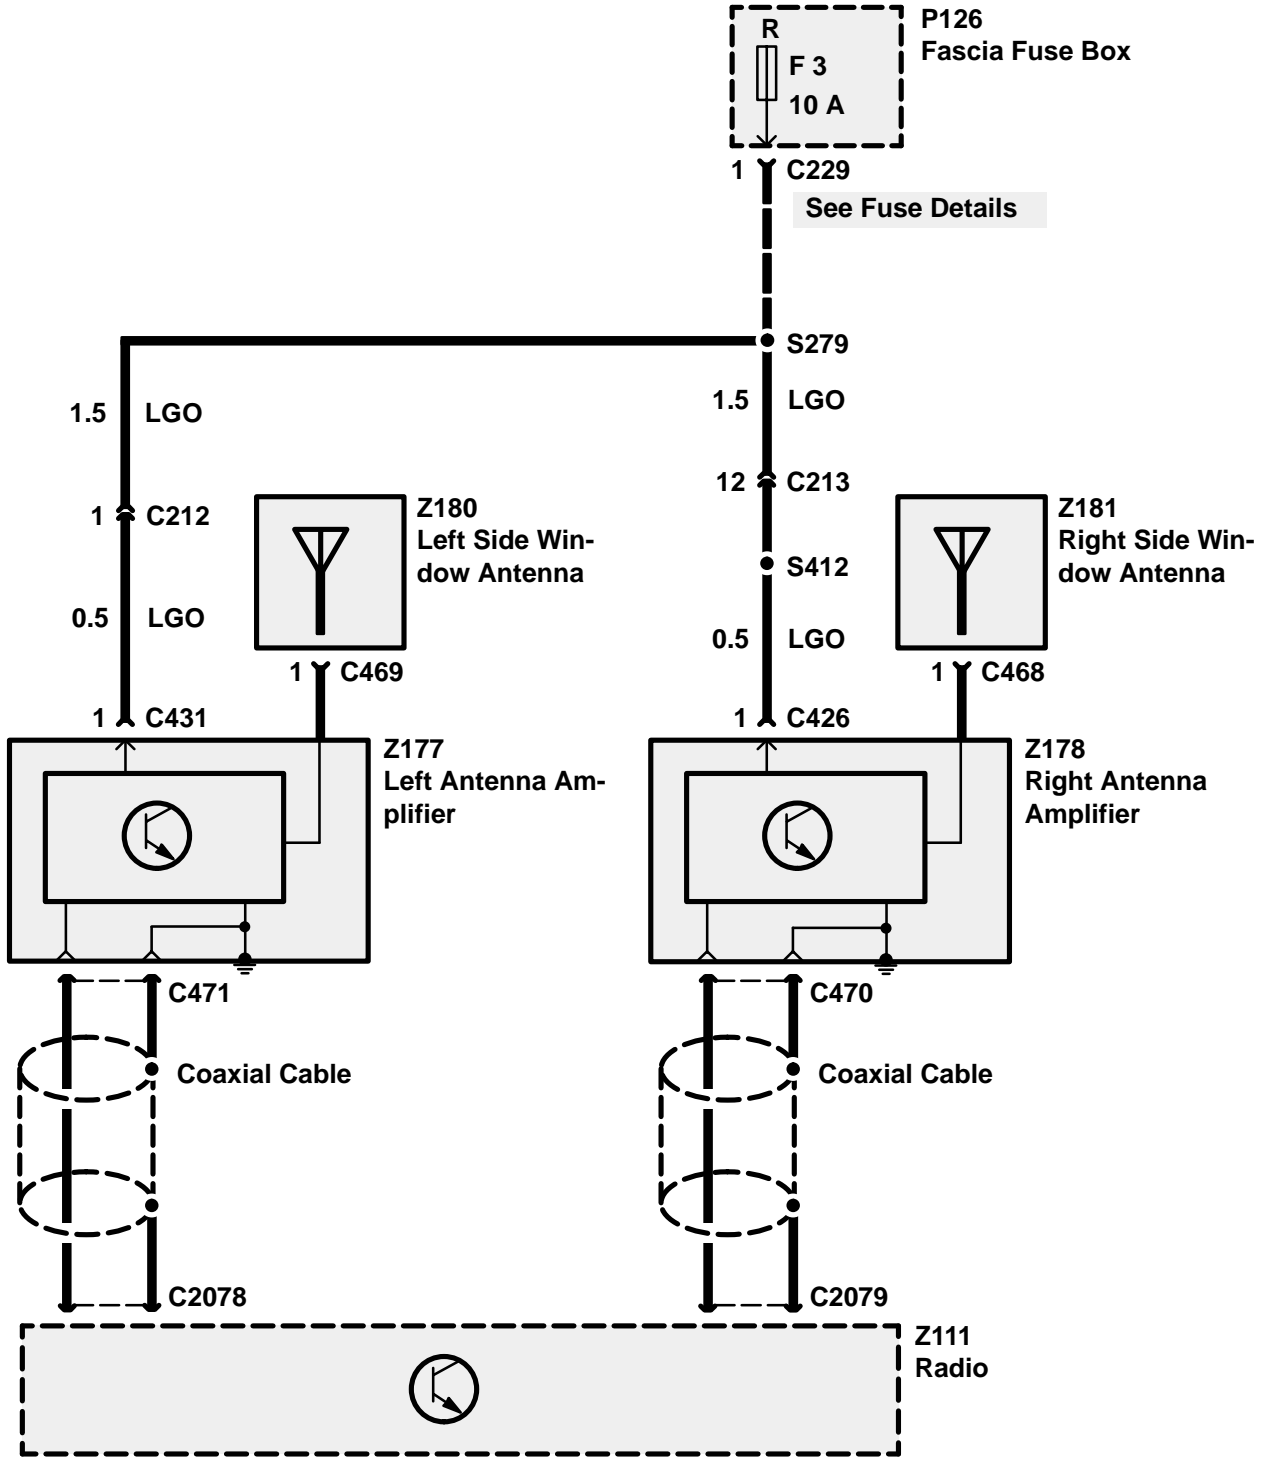 P126
Fascia Fuse Box
R
F 3
10 A
1 C229
See Fuse Details
S279
1.5 LGO
1.5 LGO
12 C213
1 C212
Z180
Left Side Win-
dow Antenna
Z181
Right Side Win-
dow Antenna
S412
0.5 LGO
0.5 LGO
1 C469
1 C468
1 C431
1 C426
Z177
Left Antenna Am-
plifier
Z178
Right Antenna
Amplifier
C471
C470
Coaxial Cable
Coaxial Cable
C2078
C2079
Z111
Radio